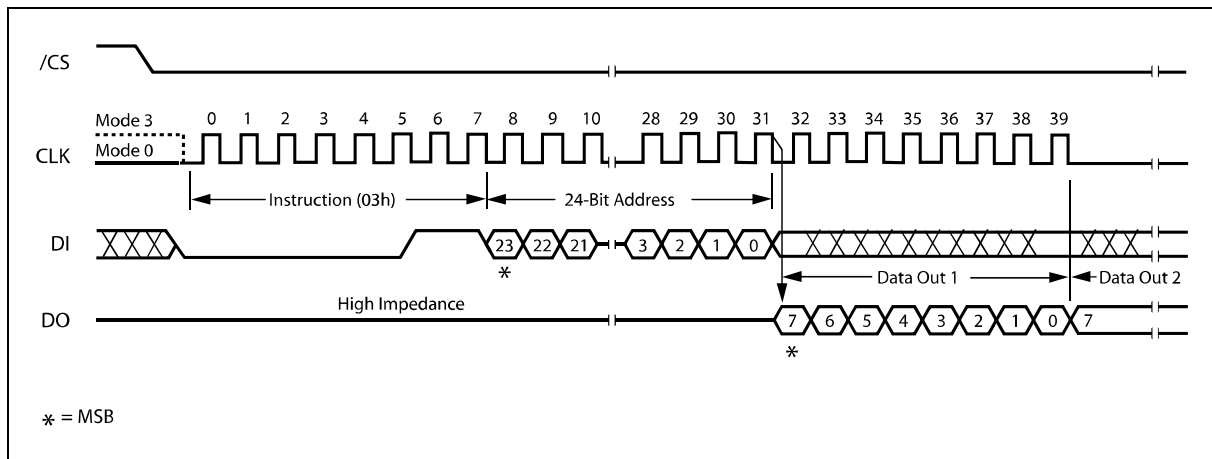 /CS
Mode 3
0 1 2 3 4 5 6 7 8 9 10 28 29 30 31 32 33 34 35 36 37 38 39
CLK
Mode 0
Instruction (03h) 24-Bit Address
DI
23 22 21 3 2 1 0
*
Data Out 1 Data Out 2
High Impedance
DO
7 6 5 4 3 2 1 0 7
*
* = MSB